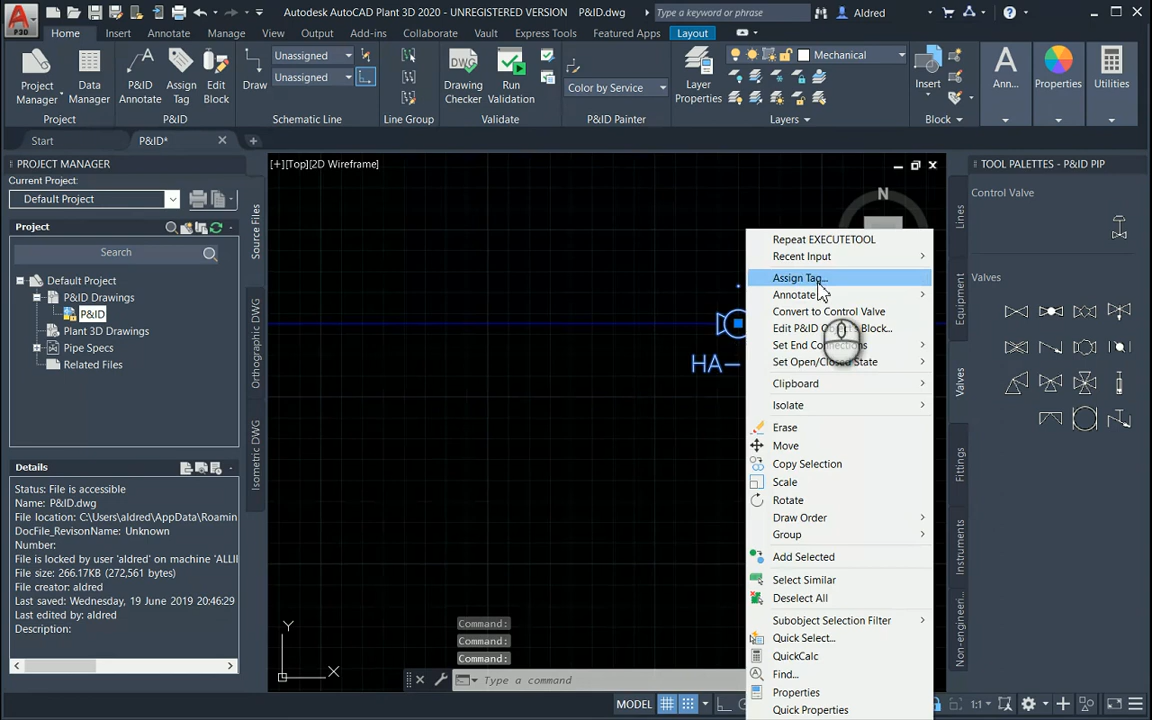 Autodesk AutoCAD Plant 3D 2020 - UNREGISTERED VERSION P&ID.dwg
Type a keyword or phrase
Aldred
P3D
Home Insert Annotate Manage View Output Add-ins Collaborate Vault Express Tools Featured Apps Layout
Project Manager
Data Manager
Project
P&ID Annotate
Assign Tag
Edit Block
P&ID
Draw
Unassigned
Unassigned
Schematic Line
Line Group
Drawing Checker
Run Validation
Validate
Color by Service
P&ID Painter
Layer Properties
Mechanical
Layers
Insert
Block
Ann...
Properties
Utilities
Start
P&ID*
PROJECT MANAGER
Current Project:
Default Project
Project
Search
Default Project
P&ID Drawings
P&ID
Plant 3D Drawings
Pipe Specs
Related Files
Source Files
Orthographic DWG
Isometric DWG
Details
Status: File is accessible
Name: P&ID.dwg
File location: C:\Users\aldred\AppData\Roamin
DocFile_RevisonName: Unknown
Number:
File is locked by user 'aldred' on machine 'ALLII
File size: 266.17KB (272,561 bytes)
File creator: aldred
Last saved: Wednesday, 19 June 2019 20:46:29
Last edited by: aldred
Description:
[+][Top][2D Wireframe]
N
HA-
Y
X
Command:
Command:
Command:
Type a command
Repeat EXECUTETOOL
Recent Input
Assign Tag...
Annotate
Convert to Control Valve
Edit P&ID Block...
Set End Connections
Set Open/Closed State
Clipboard
Isolate
Erase
Move
Copy Selection
Scale
Rotate
Draw Order
Group
Add Selected
Select Similar
Deselect All
Subobject Selection Filter
Quick Select...
QuickCalc
Find...
Properties
Quick Properties
TOOL PALETTES - P&ID PIP
Control Valve
Valves
Lines
Equipment
Valves
Fittings
Instruments
Non-engineeri...
MODEL
1:1